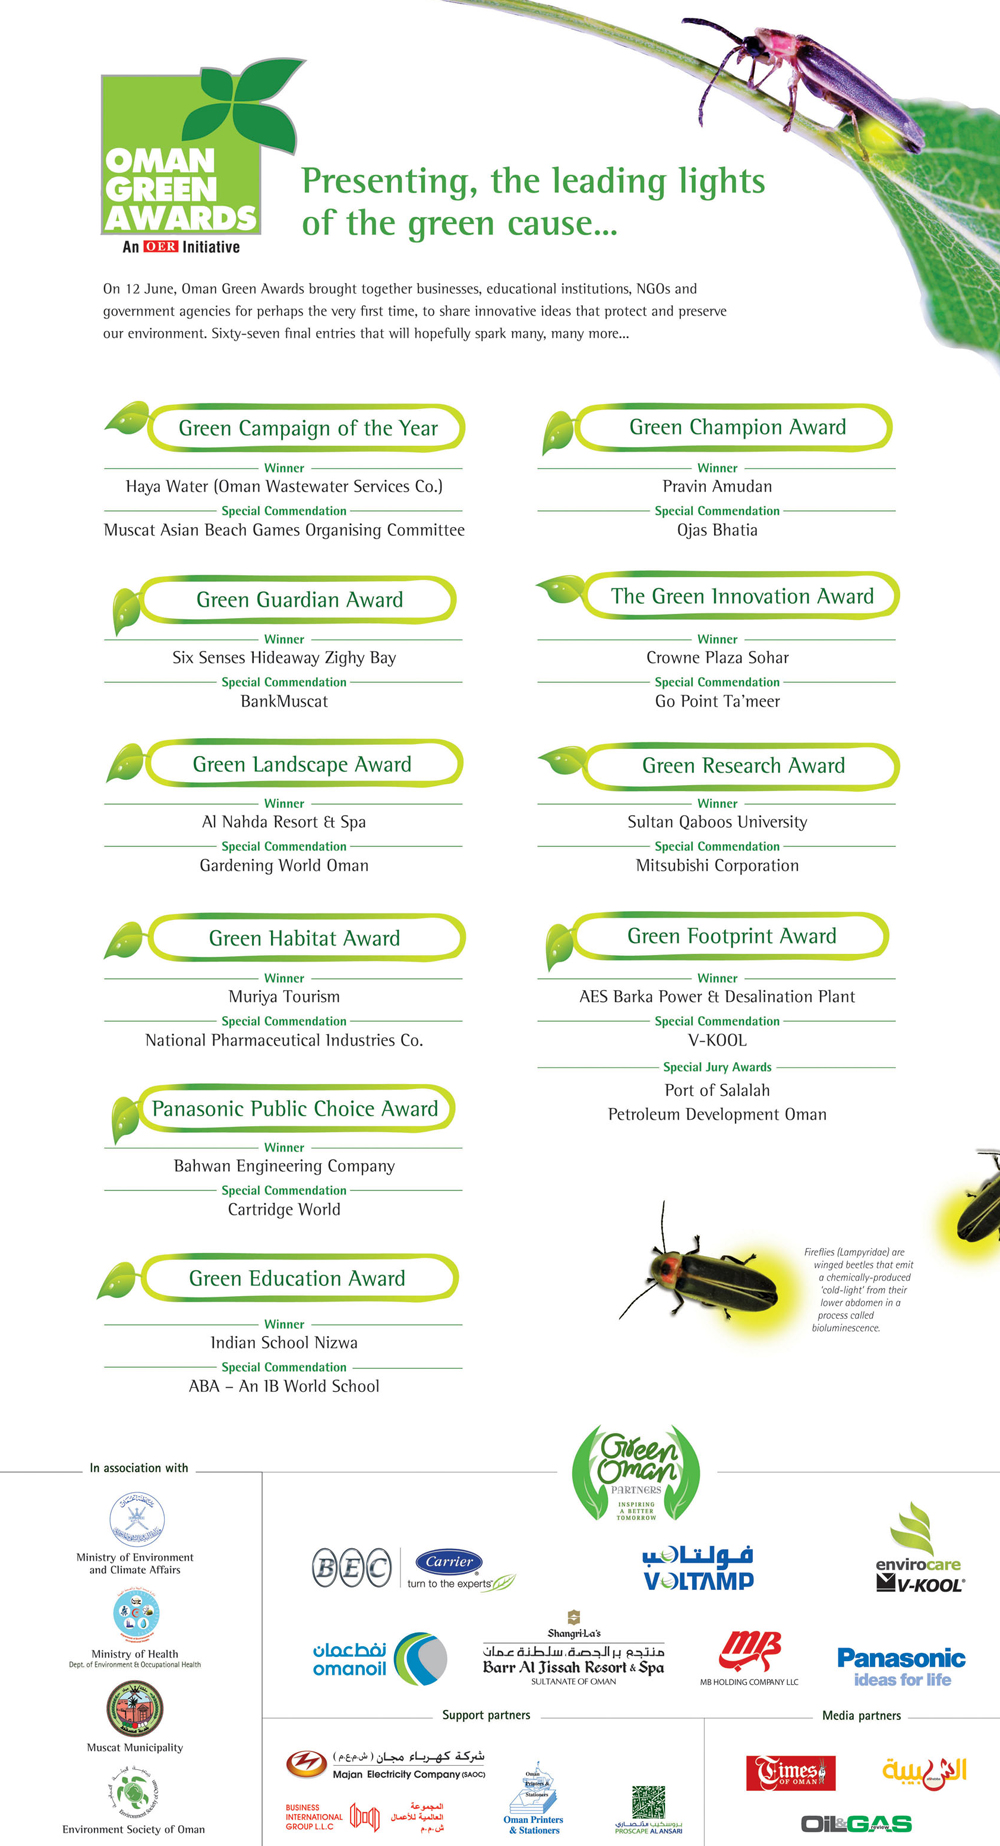 OMAN
GREEN
AWARDS
An OER Initiative
Presenting, the leading lights
of the green cause...
On 12 June, Oman Green Awards brought together businesses, educational institutions, NGOs and
government agencies for perhaps the very first time, to share innovative ideas that protect and preserve
our environment. Sixty-seven final entries that will hopefully spark many, many more...
Green Campaign of the Year
Winner
Haya Water (Oman Wastewater Services Co.)
Special Commendation
Muscat Asian Beach Games Organising Committee
Green Champion Award
Winner
Pravin Amudan
Special Commendation
Ojas Bhatia
Green Guardian Award
Winner
Six Senses Hideaway Zighy Bay
Special Commendation
BankMuscat
The Green Innovation Award
Winner
Crowne Plaza Sohar
Special Commendation
Go Point Ta'meer
Green Landscape Award
Winner
Al Nahda Resort & Spa
Special Commendation
Gardening World Oman
Green Research Award
Winner
Sultan Qaboos University
Special Commendation
Mitsubishi Corporation
Green Habitat Award
Winner
Muriya Tourism
Special Commendation
National Pharmaceutical Industries Co.
Green Footprint Award
Winner
AES Barka Power & Desalination Plant
Special Commendation
V-KOOL
Special Jury Awards
Port of Salalah
Petroleum Development Oman
Panasonic Public Choice Award
Winner
Bahwan Engineering Company
Special Commendation
Cartridge World
Green Education Award
Winner
Indian School Nizwa
Special Commendation
ABA – An IB World School
Fireflies (Lampyridae) are
winged beetles that emit
a chemically-produced
'cold-light' from their
lower abdomen in a
process called
bioluminescence.
In association with
Ministry of Environment
and Climate Affairs
Ministry of Health
Dept. of Environment & Occupational Health
Muscat Municipality
Environment Society of Oman
Green
Oman
PARTNERS
INSPIRING
A BETTER
TOMORROW
BEC
Carrier
turn to the experts
فولتامب
VOLTAMP
envirocare
V-KOOL
نفط عمان
omanoil
Shangri-La's
منتجع بر الجصة، سلطنة عمان
Barr Al Jissah Resort & Spa
SULTANATE OF OMAN
MB
MB HOLDING COMPANY LLC
Panasonic
ideas for life
Support partners
شركة كهرباء مجان (ش.م.ع.م)
Majan Electricity Company (SAOC)
BUSINESS
INTERNATIONAL
GROUP L.L.C
المجموعة
العالمية للأعمال
ش.م.م
Oman
Printers &
Stationers
Oman Printers
& Stationers
PROSCAPE AL ANSARI
Media partners
Times
OF OMAN
الشبيبة
OIL&GAS
review